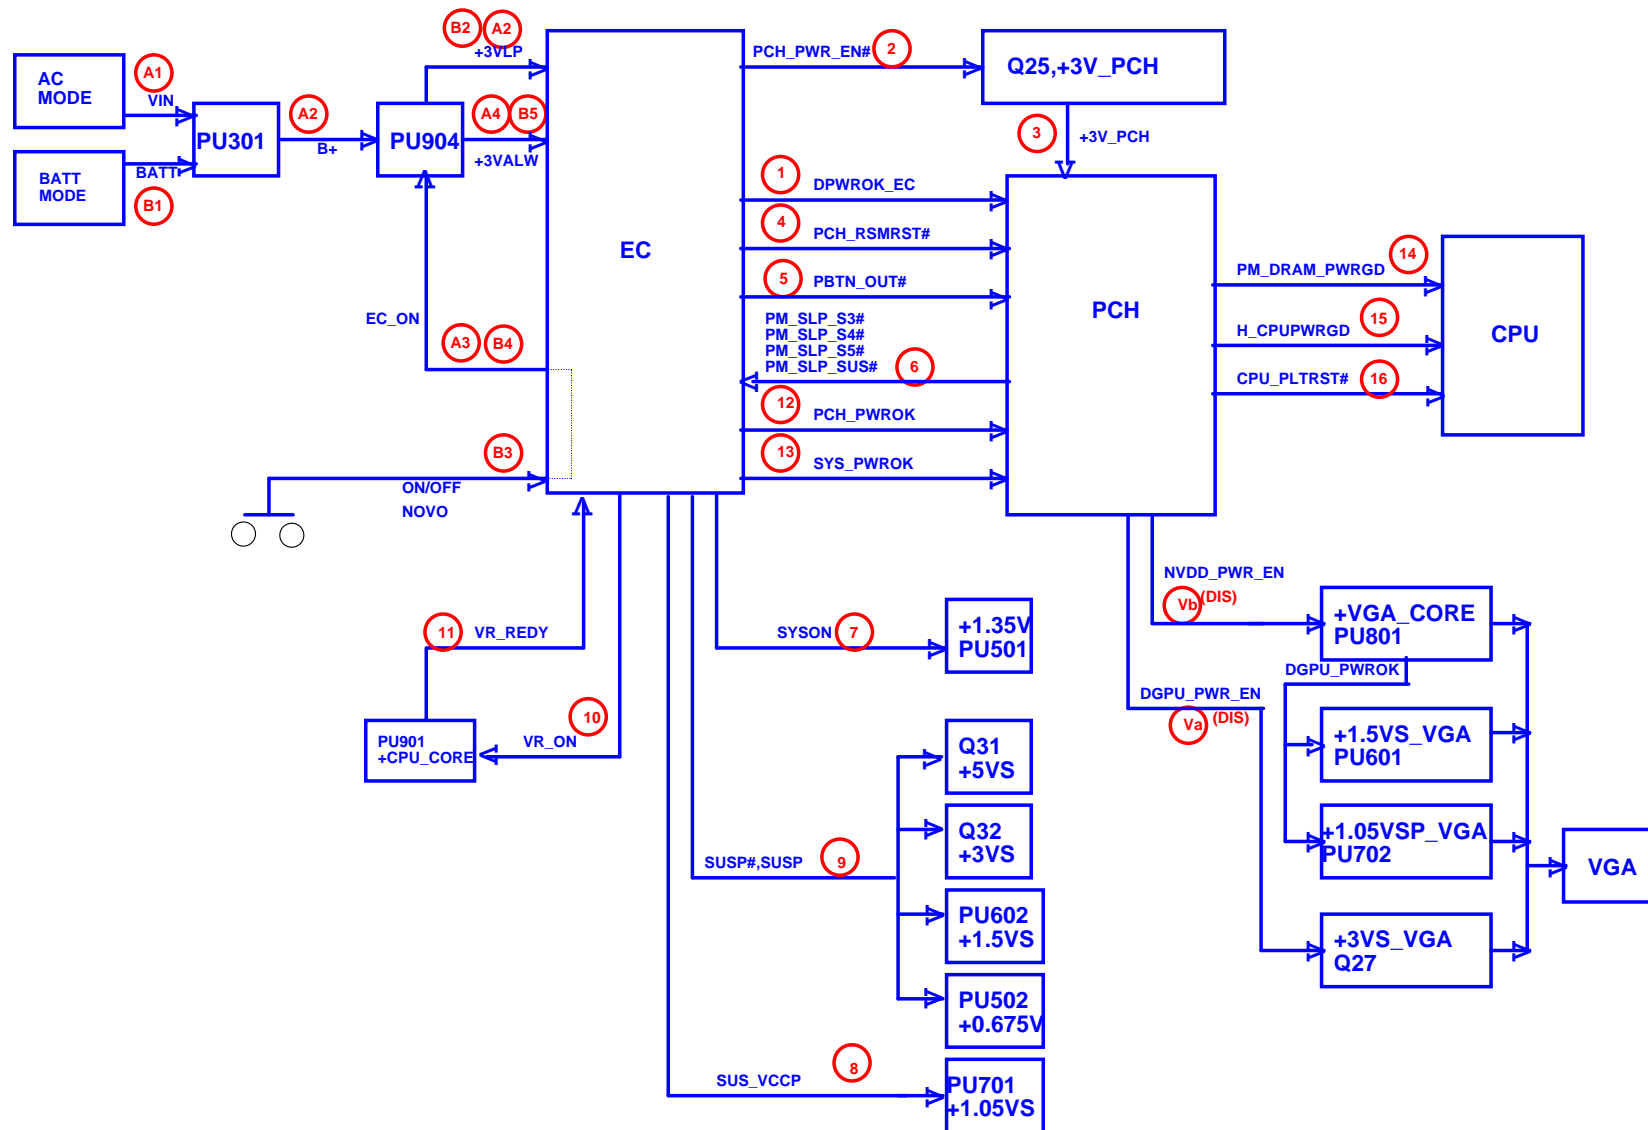 B2
A2
+3VLP
PCH_PWR_EN#
2
Q25,+3V_PCH
AC
MODE
A1
VIN
PU301
A2
B+
PU904
A4
B5
+3VALW
3
+3V_PCH
BATT
MODE
BATT
B1
EC
1
DPWROK_EC
4
PCH_RSMRST#
5
PBTN_OUT#
PM_SLP_S3#
PM_SLP_S4#
PM_SLP_S5#
PM_SLP_SUS#
6
12
PCH_PWROK
13
SYS_PWROK
PCH
PM_DRAM_PWRGD
14
H_CPUPWRGD
15
CPU_PLTRST#
16
CPU
EC_ON
A3
B4
B3
ON/OFF
NOVO
11
VR_REDY
10
VR_ON
PU901
+CPU_CORE
SYSON
7
+1.35V
PU501
NVDD_PWR_EN
Vb
(DIS)
+VGA_CORE
PU801
DGPU_PWROK
DGPU_PWR_EN
Va
(DIS)
+1.5VS_VGA
PU601
+1.05VSP_VGA
PU702
VGA
+3VS_VGA
Q27
Q31
+5VS
Q32
+3VS
SUSP#,SUSP
9
PU602
+1.5VS
PU502
+0.675V
SUS_VCCP
8
PU701
+1.05VS